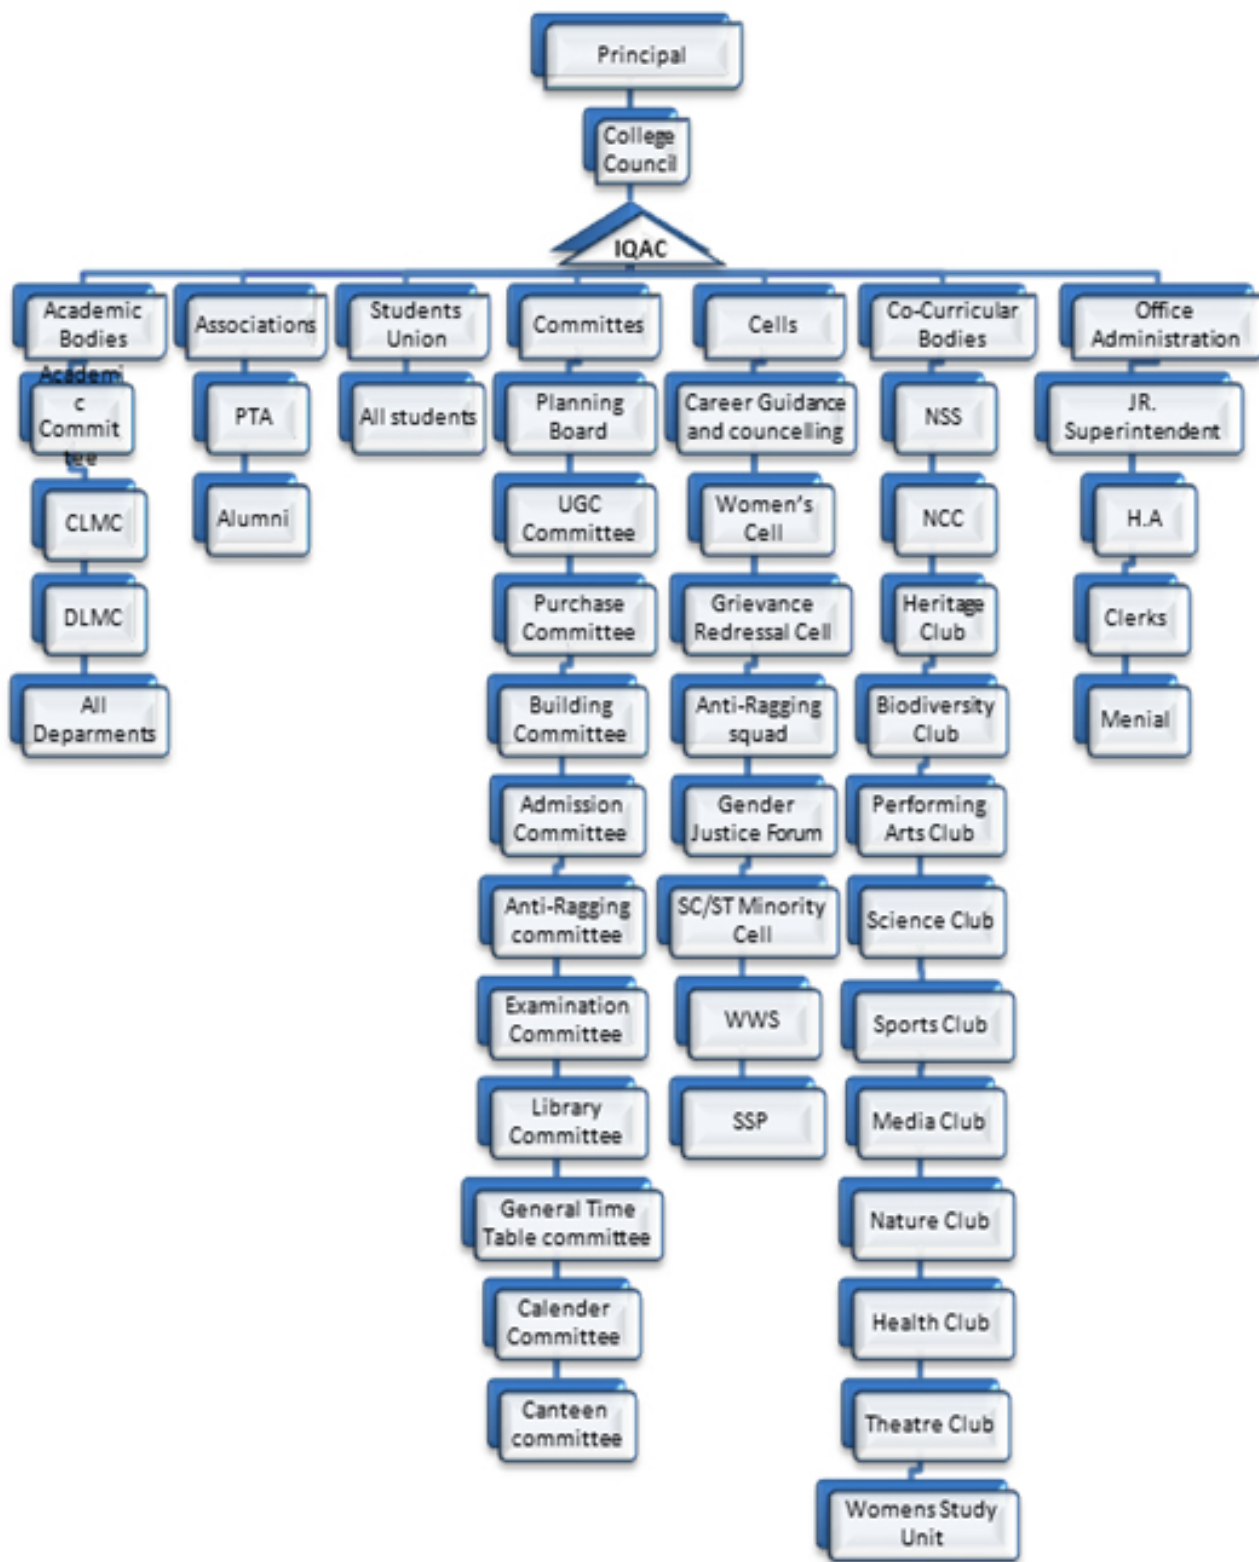 Principal
College
Council
IQAC
Academic
Bodies
Associations
Students
Union
Committes
Cells
Co-Curricular
Bodies
Office
Administration
Academi
c
Commit
tee
CLMC
DLMC
All
Deparments
PTA
Alumni
All students
Planning
Board
UGC
Committee
Purchase
Committee
Building
Committee
Admission
Committee
Anti-Ragging
committee
Examination
Committee
Library
Committee
General Time
Table committee
Calender
Committee
Canteen
committee
Career Guidance
and councelling
Women's
Cell
Grievance
Redressal Cell
Anti-Ragging
squad
Gender
Justice Forum
SC/ST Minority
Cell
WWS
SSP
NSS
NCC
Heritage
Club
Biodiversity
Club
Performing
Arts Club
Science Club
Sports Club
Media Club
Nature Club
Health Club
Theatre Club
Womens Study
Unit
JR.
Superintendent
H.A
Clerks
Menial